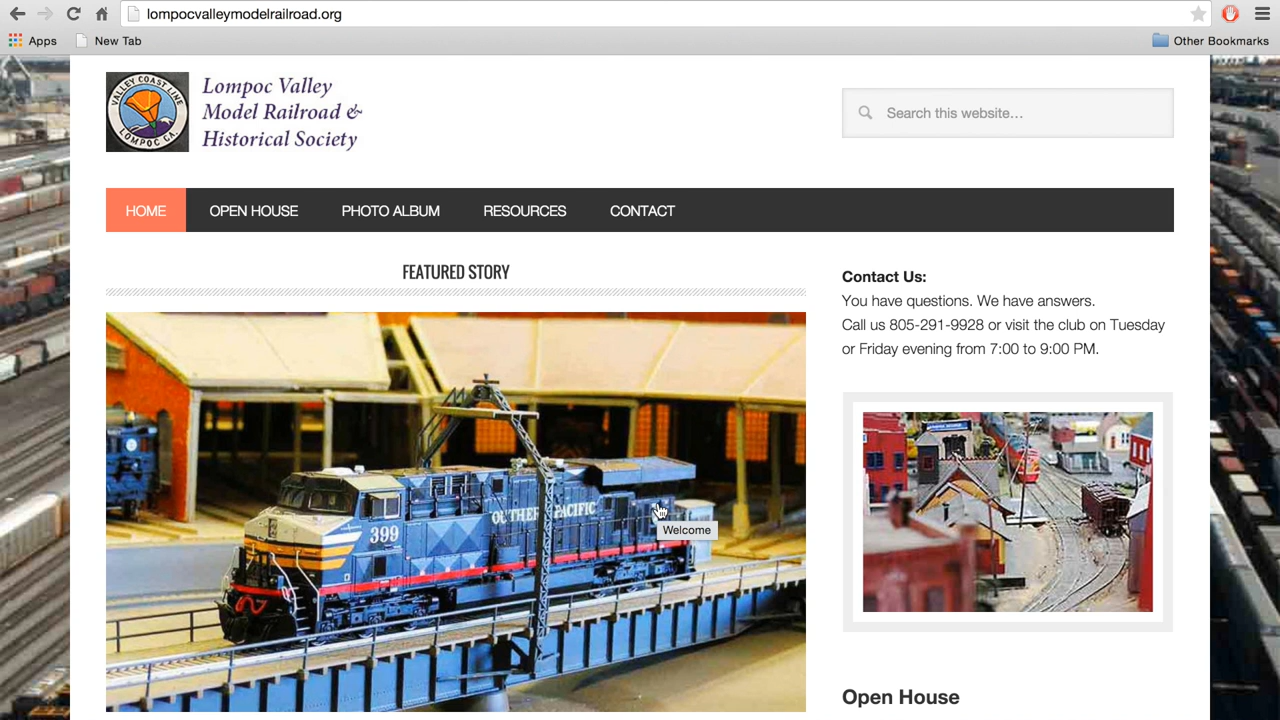 lompocvalleymodelrailroad.org
Apps
New Tab
Other Bookmarks
VALLEY COAST LINE
LOMPOC CA.
Lompoc Valley
Model Railroad &
Historical Society
Search this website...
HOME
OPEN HOUSE
PHOTO ALBUM
RESOURCES
CONTACT
FEATURED STORY
399
OUTHERN PACIFIC
Welcome
Contact Us:
You have questions. We have answers.
Call us 805-291-9928 or visit the club on Tuesday
or Friday evening from 7:00 to 9:00 PM.
Open House